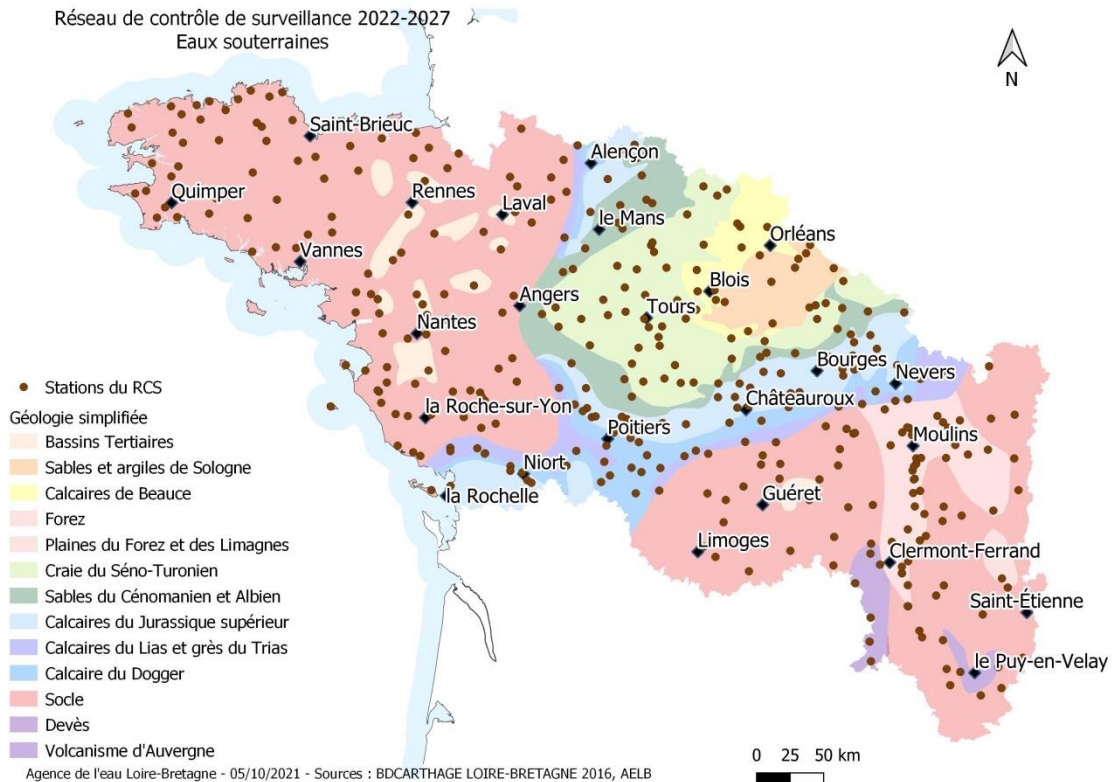 Réseau de contrôle de surveillance 2022-2027
Eaux souterraines
N
Saint-Brieuc
Alençon
Quimper
Rennes
Laval
le Mans
Orléans
Vannes
Blois
Angers
Tours
Nantes
Bourges
Nevers
Châteauroux
la Roche-sur-Yon
Poitiers
Moulins
Niort
la Rochelle
Guéret
Limoges
Clermont-Ferrand
Saint-Étienne
le Puy-en-Velay
Stations du RCS
Géologie simplifiée
Bassins Tertiaires
Sables et argiles de Sologne
Calcaires de Beauce
Forez
Plaines du Forez et des Limagnes
Craie du Séno-Turonien
Sables du Cénomanien et Albien
Calcaires du Jurassique supérieur
Calcaires du Lias et grès du Trias
Calcaire du Dogger
Socle
Devès
Volcanisme d'Auvergne
0 25 50 km
Agence de l'eau Loire-Bretagne - 05/10/2021 - Sources : BDCARTHAGE LOIRE-BRETAGNE 2016, AELB